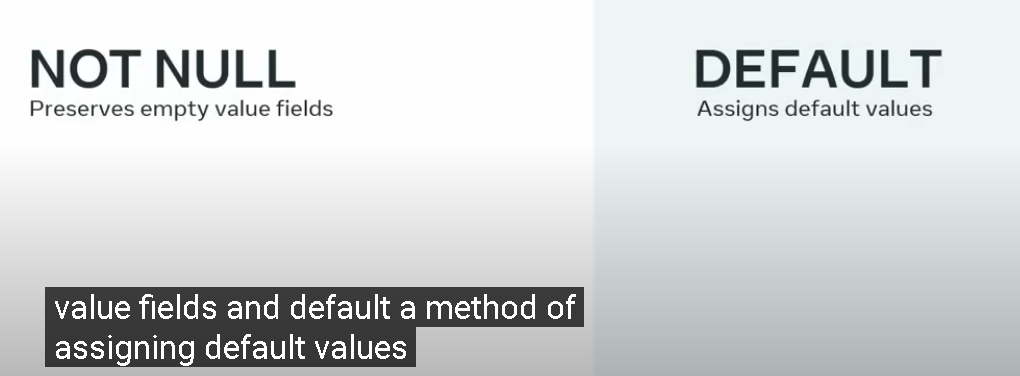 NOT NULL
Preserves empty value fields
DEFAULT
Assigns default values
value fields and default a method of
assigning default values